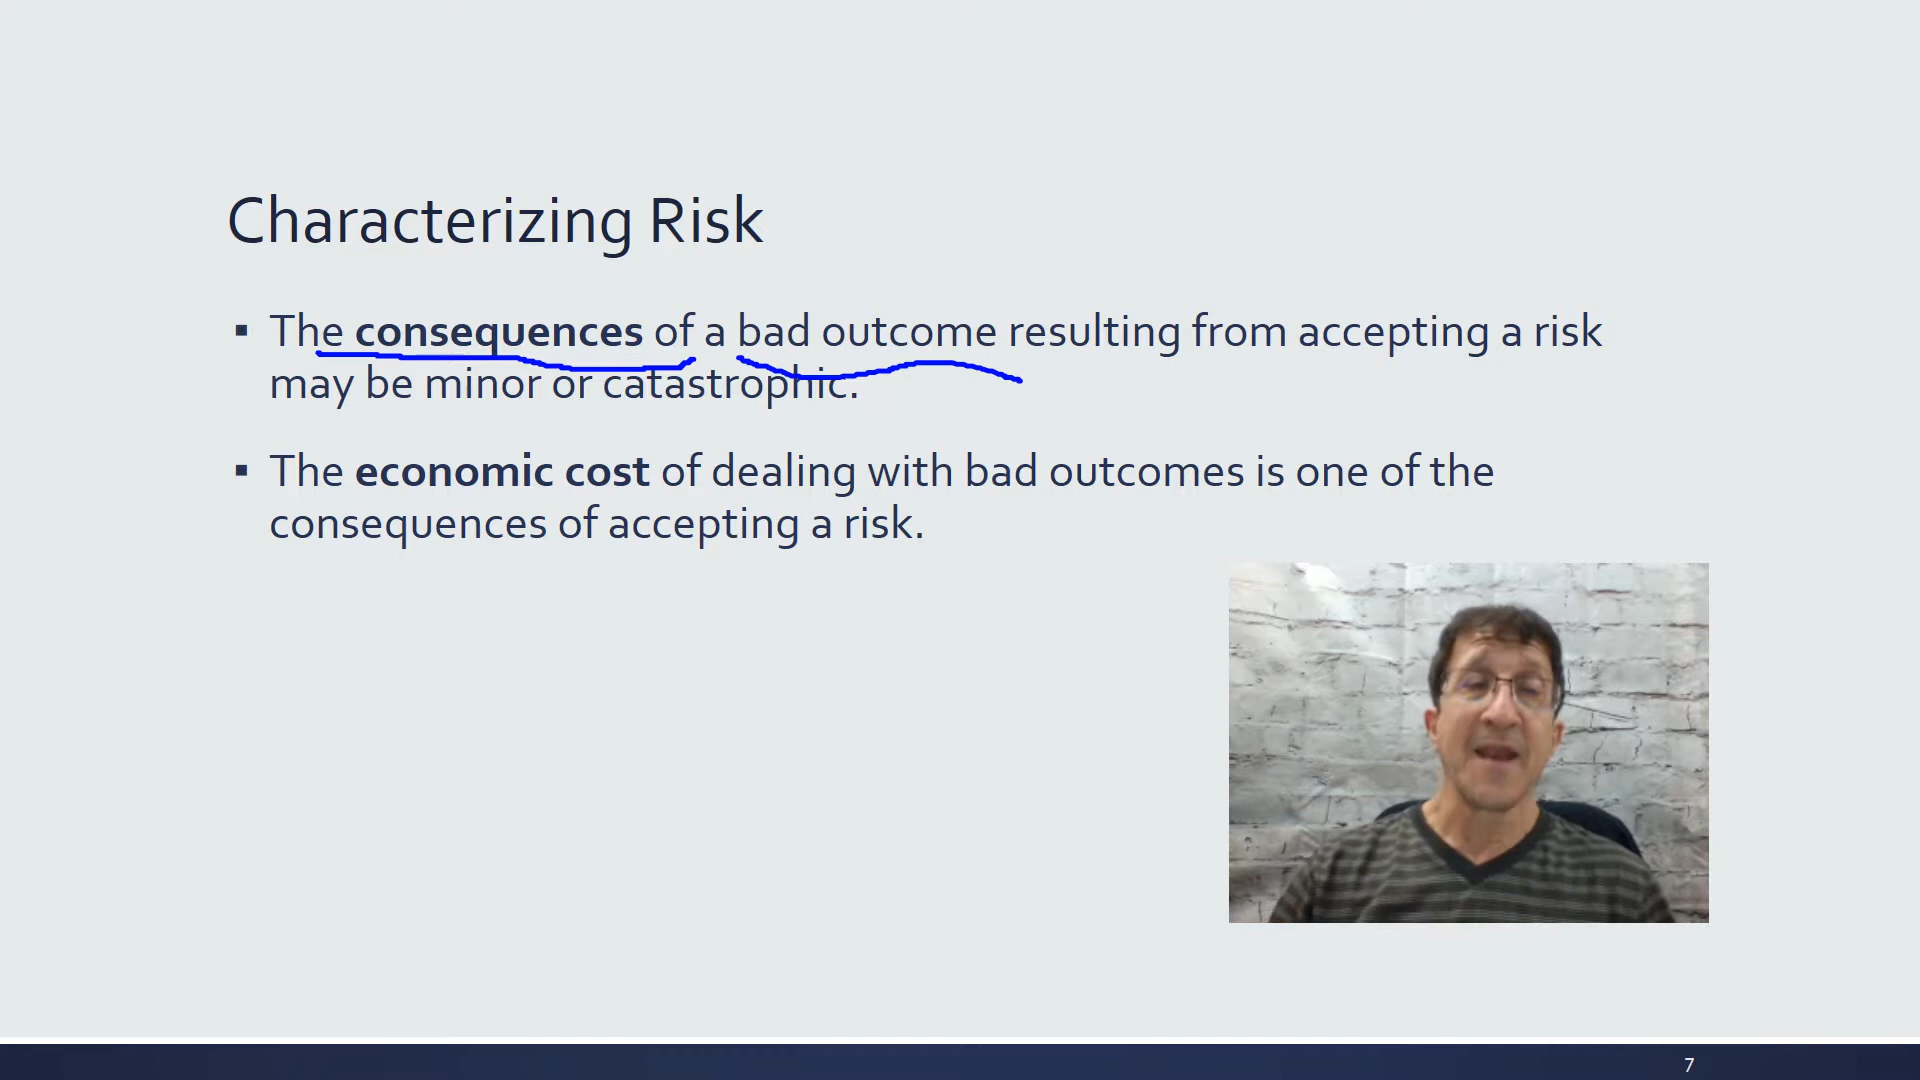 Characterizing Risk
▪ The consequences of a bad outcome resulting from accepting a risk
may be minor or catastrophic.
▪ The economic cost of dealing with bad outcomes is one of the
consequences of accepting a risk.
7